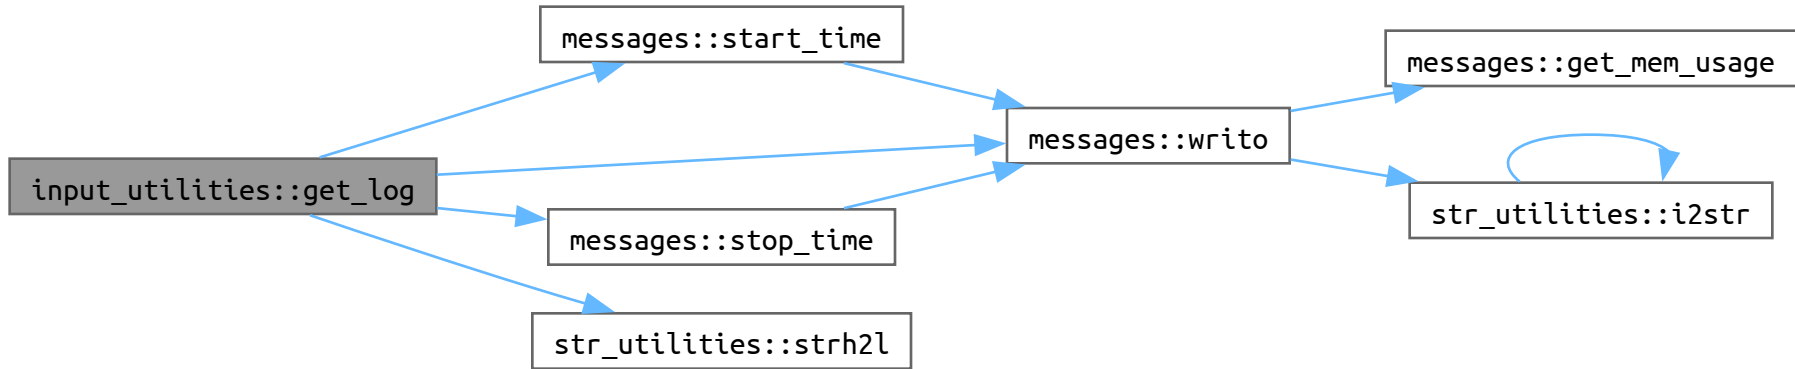 messages::start_time
messages::get_mem_usage
messages::writo
input_utilities::get_log
str_utilities::i2str
messages::stop_time
str_utilities::strh2l